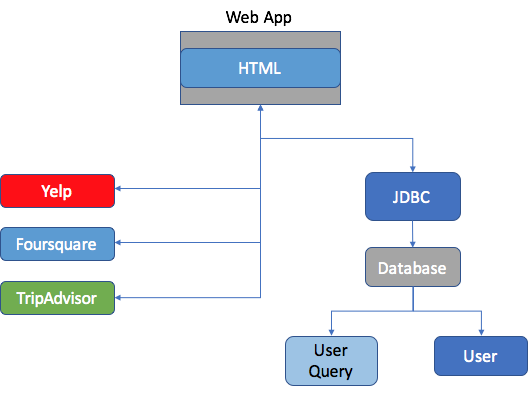 Web App
HTML
Yelp
Foursquare
TripAdvisor
JDBC
Database
User
Query
User